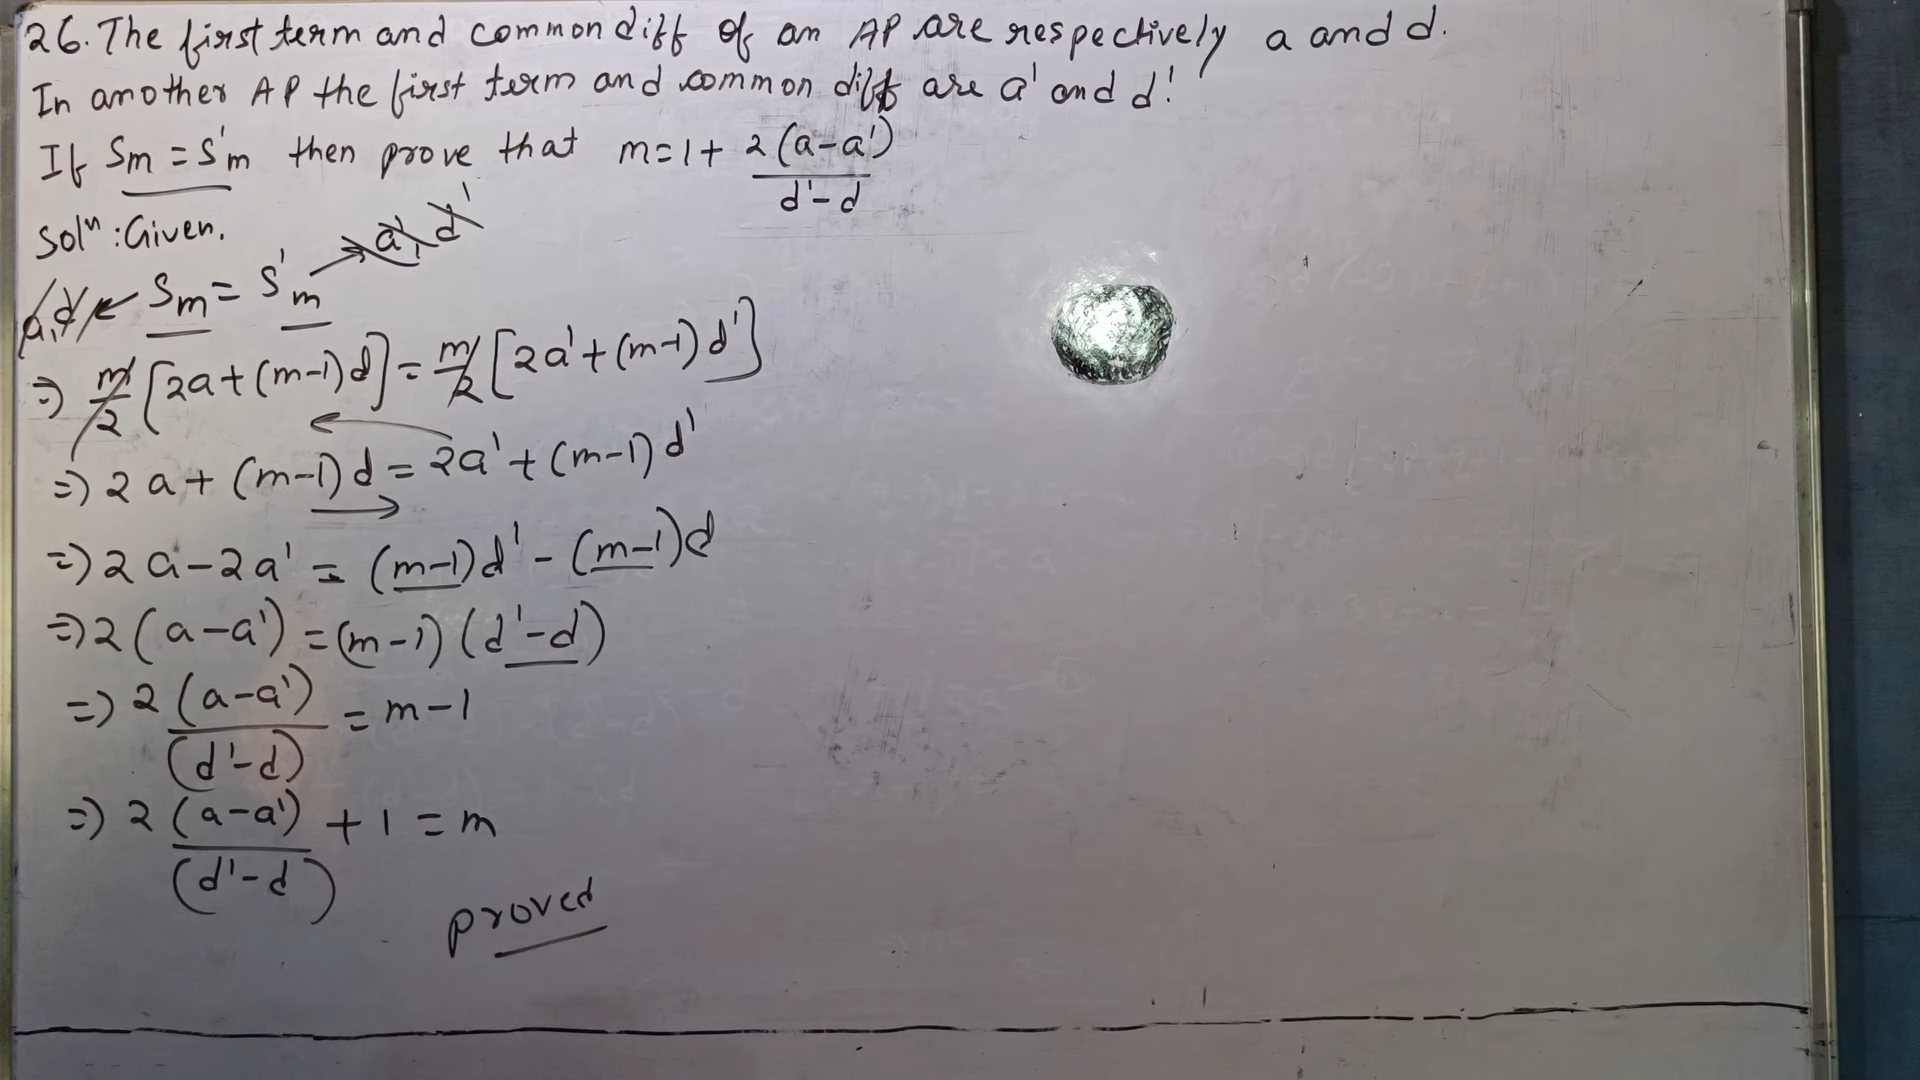 26. The first term and common diff of an AP are respectively a and d.
In another AP the first term and common diff are a' and d'.
If Sm = S'm then prove that m = 1 + 2(a-a')/(d'-d)
Solⁿ : Given,
a, d ← Sm = S'm → a', d'
=> m/2 [2a + (m-1)d] = m/2 [2a' + (m-1)d']
=> 2a + (m-1)d = 2a' + (m-1)d'
=> 2a - 2a' = (m-1)d' - (m-1)d
=> 2(a-a') = (m-1)(d'-d)
=> 2(a-a')/(d'-d) = m-1
=> 2(a-a')/(d'-d) + 1 = m
proved